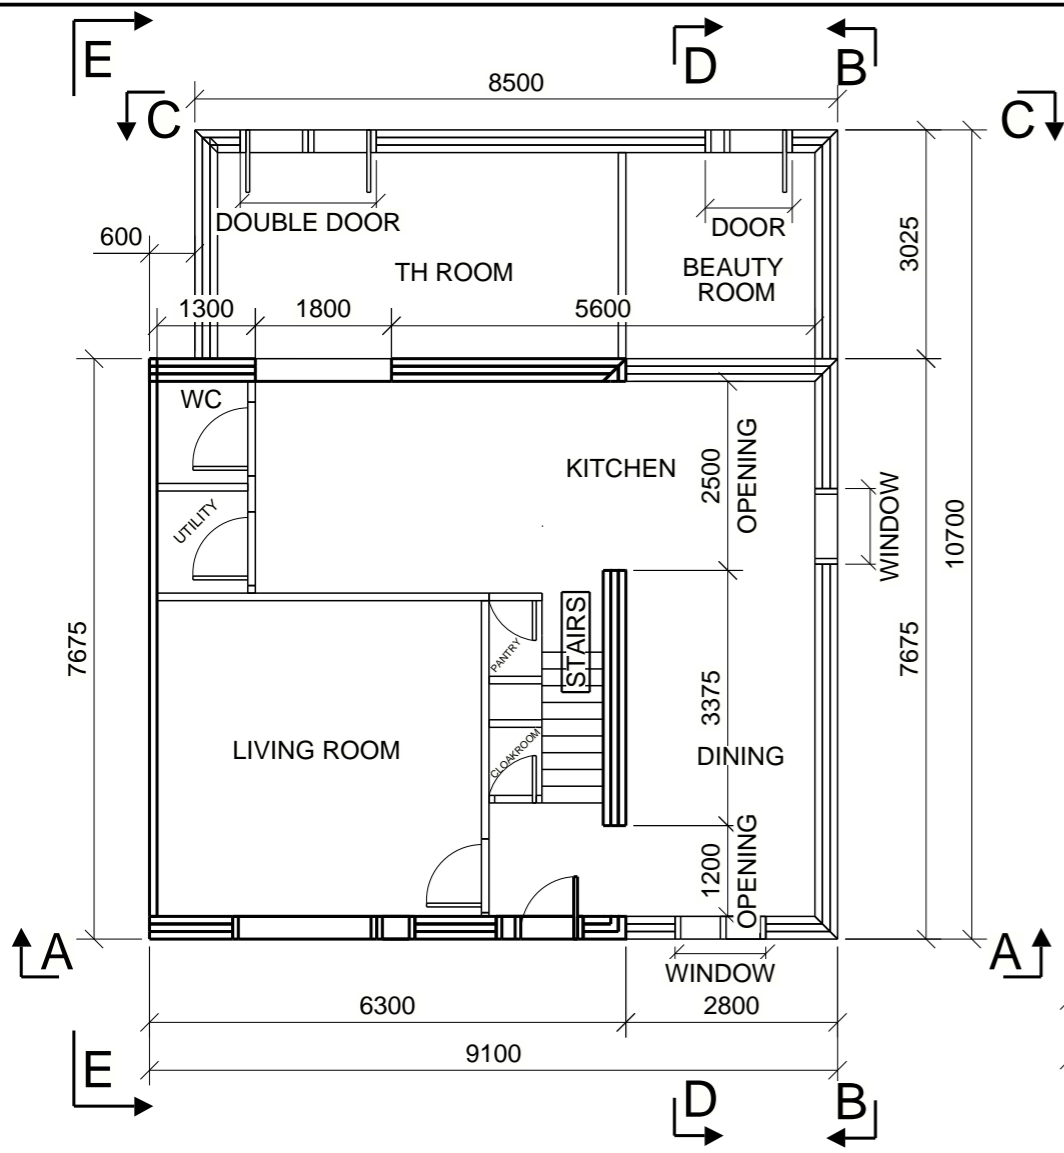 E
D
B
8500
C
C
DOUBLE DOOR
DOOR
600
TH ROOM
BEAUTY
ROOM
3025
1300
1800
5600
WC
KITCHEN
2500
OPENING
WINDOW
10700
UTILITY
7675
STAIRS
PANTRY
3375
7675
LIVING ROOM
CLOAKROOM
DINING
1200
OPENING
A
A
WINDOW
6300
2800
9100
E
D
B